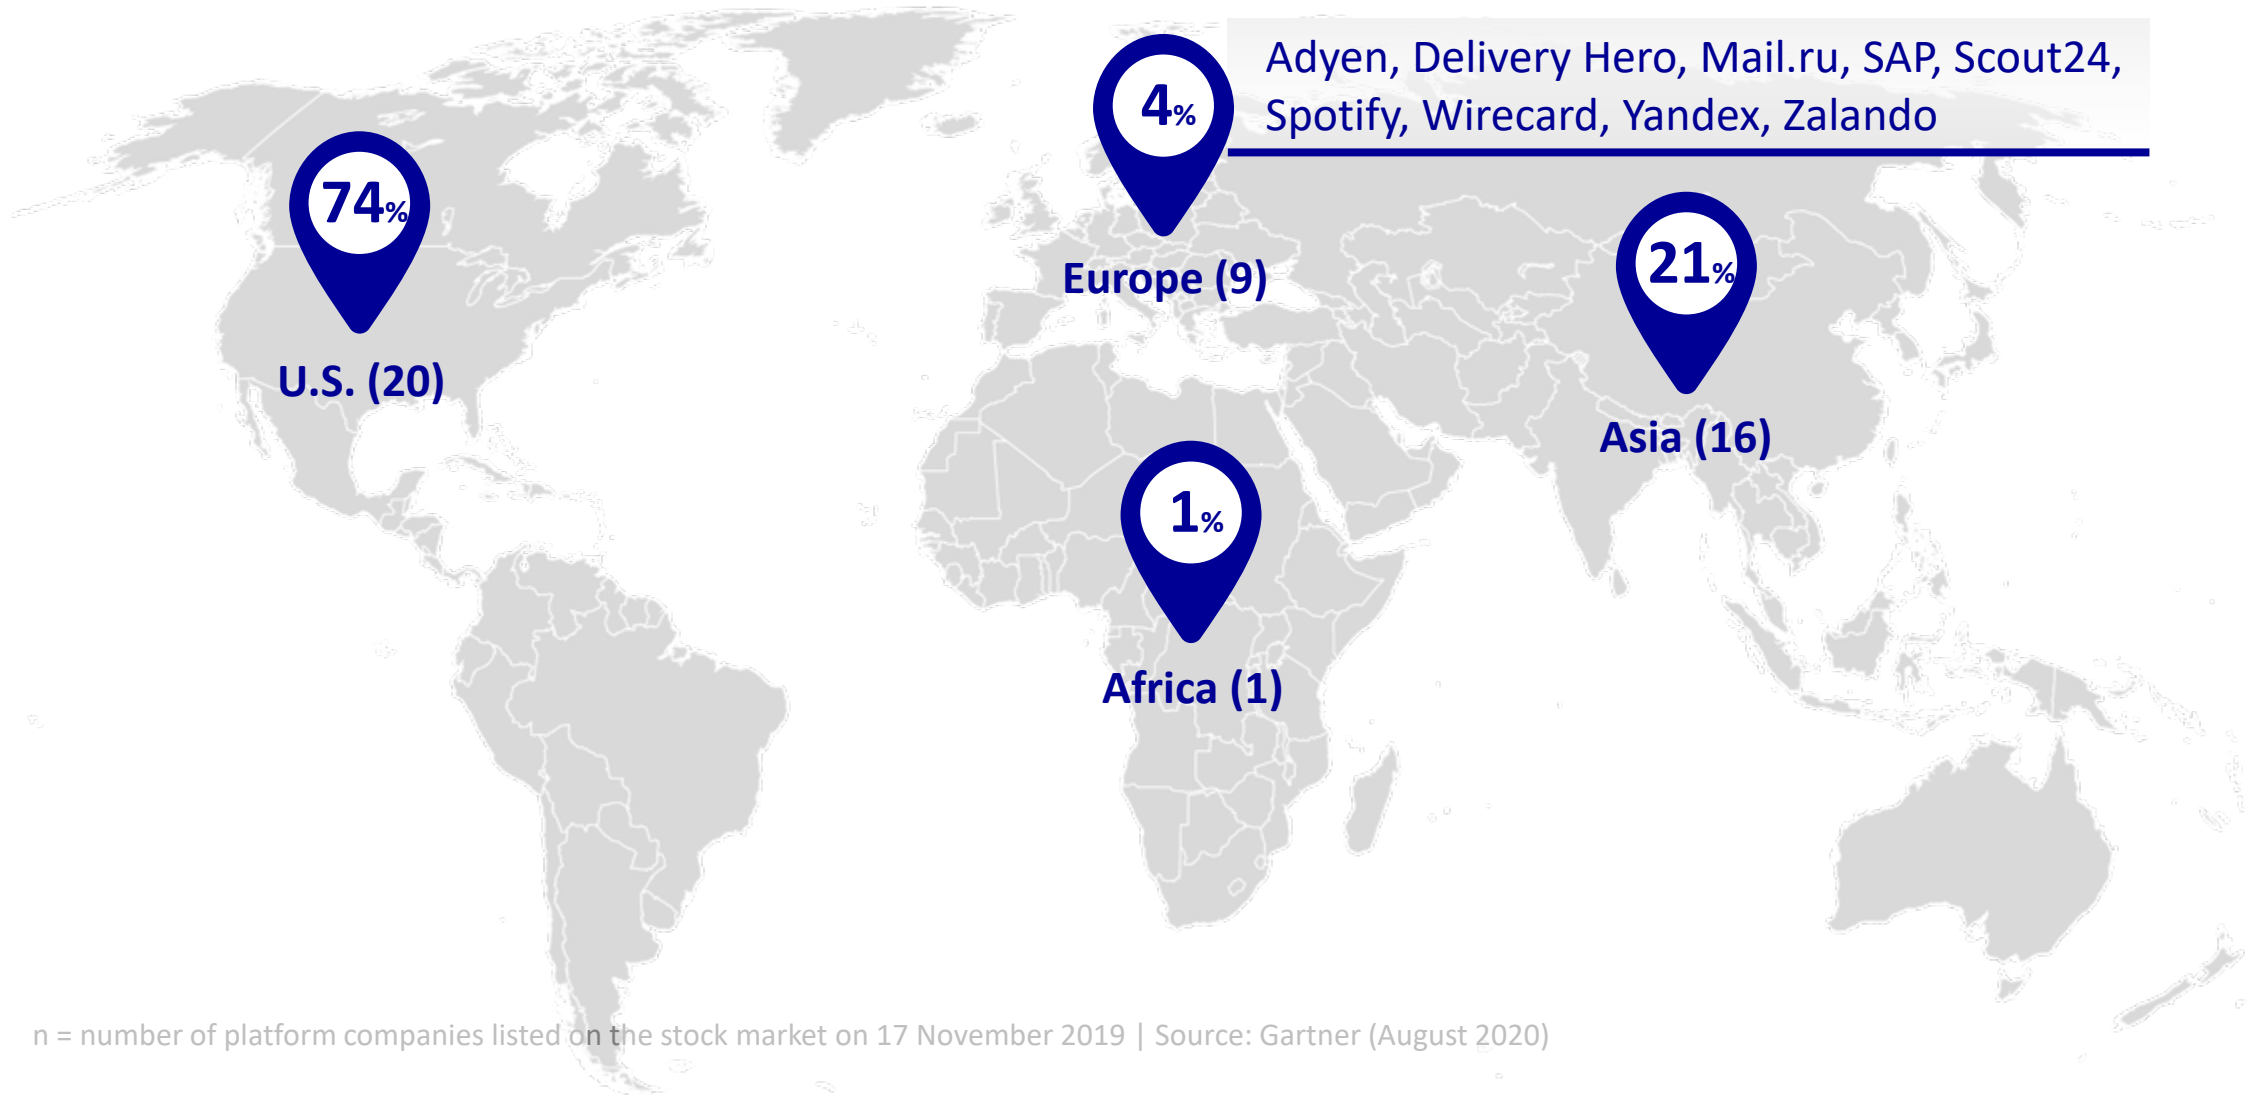 Adyen, Delivery Hero, Mail.ru, SAP, Scout24,
Spotify, Wirecard, Yandex, Zalando
4%
Europe (9)
74%
U.S. (20)
21%
Asia (16)
1%
Africa (1)
n = number of platform companies listed on the stock market on 17 November 2019 | Source: Gartner (August 2020)